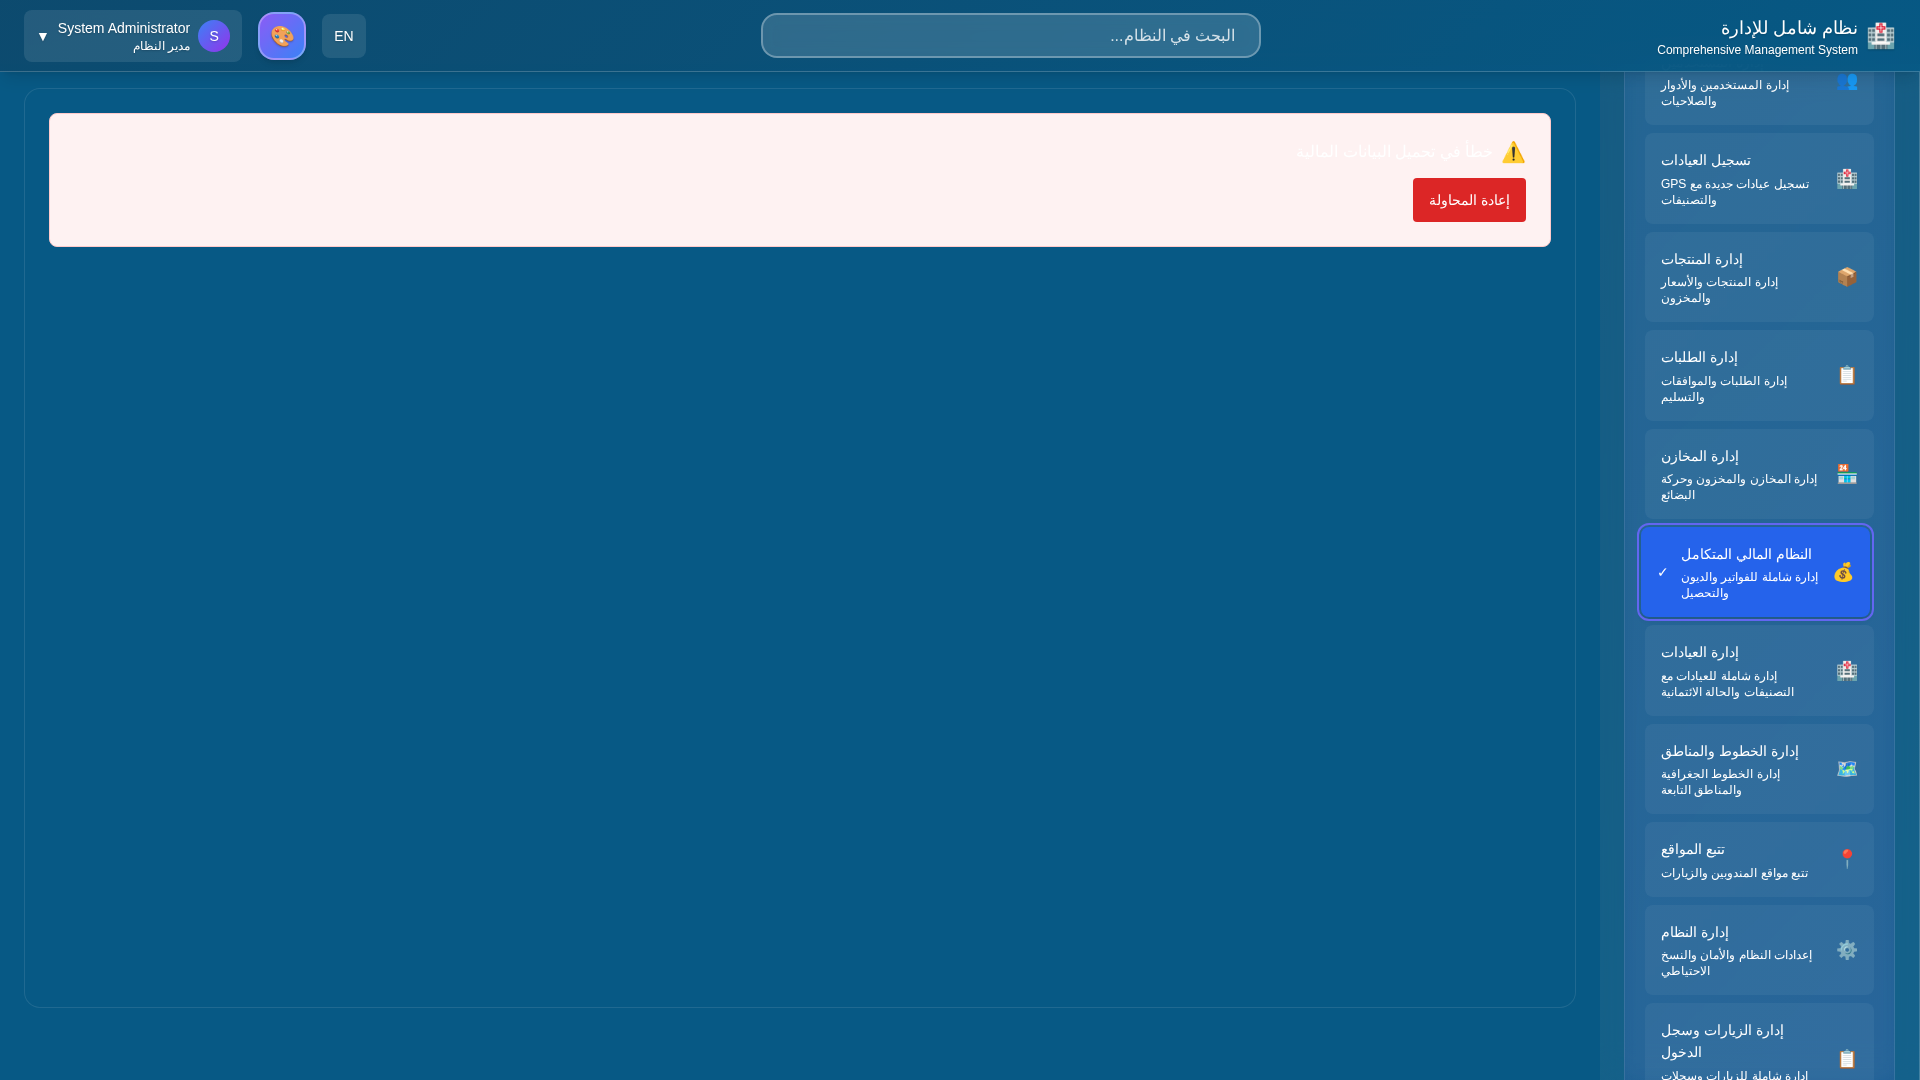 نظام شامل للإدارة
Comprehensive Management System
البحث في النظام...
EN
S
System Administrator
مدير النظام
▼
إدارة المستخدمين والأدوار
والصلاحيات
تسجيل العيادات
تسجيل عيادات جديدة مع GPS
والتصنيفات
إدارة المنتجات
إدارة المنتجات والأسعار
والمخزون
إدارة الطلبات
إدارة الطلبات والموافقات
والتسليم
إدارة المخازن
إدارة المخازن والمخزون وحركة
البضائع
النظام المالي المتكامل
إدارة شاملة للفواتير والديون
والتحصيل
✓
إدارة العيادات
إدارة شاملة للعيادات مع
التصنيفات والحالة الائتمانية
إدارة الخطوط والمناطق
إدارة الخطوط الجغرافية
والمناطق التابعة
تتبع المواقع
تتبع مواقع المندوبين والزيارات
إدارة النظام
إعدادات النظام والأمان والنسخ
الاحتياطي
إدارة الزيارات وسجل
الدخول
إدارة شاملة للزيارات وسجلات
خطأ في تحميل البيانات المالية
إعادة المحاولة